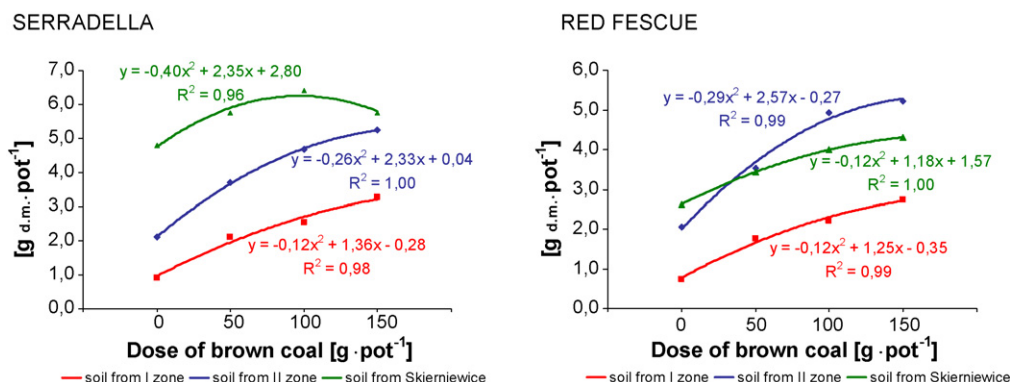 SERRADELLA
RED FESCUE
7,0
6,0
5,0
4,0
3,0
2,0
1,0
0,0
[g d.m.·pot⁻¹]
y = -0,40x² + 2,35x + 2,80
R² = 0,96
y = -0,26x² + 2,33x + 0,04
R² = 1,00
y = -0,12x² + 1,36x - 0,28
R² = 0,98
0 50 100 150
Dose of brown coal [g·pot⁻¹]
soil from I zone soil from II zone soil from Skierniewice
6,0
5,0
4,0
3,0
2,0
1,0
0,0
[g d.m.·pot⁻¹]
y = -0,29x² + 2,57x - 0,27
R² = 0,99
y = -0,12x² + 1,18x + 1,57
R² = 1,00
y = -0,12x² + 1,25x - 0,35
R² = 0,99
0 50 100 150
Dose of brown coal [g·pot⁻¹]
soil from I zone soil from II zone soil from Skierniewice